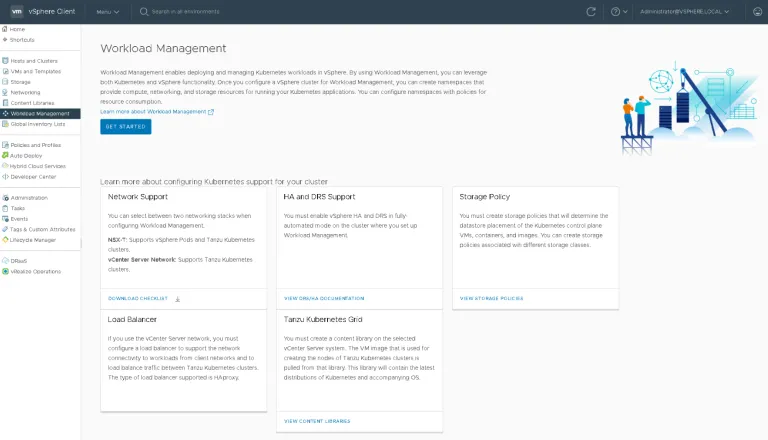 vm vSphere Client Menu Search in all environments Administrator@VSPHERE.LOCAL
Home
Shortcuts
Hosts and Clusters
VMs and Templates
Storage
Networking
Content Libraries
Workload Management
Global Inventory Lists
Policies and Profiles
Auto Deploy
Hybrid Cloud Services
Developer Center
Administration
Tasks
Events
Tags & Custom Attributes
Lifecycle Manager
DRaaS
vRealize Operations
Workload Management
Workload Management enables deploying and managing Kubernetes workloads in vSphere. By using Workload Management, you can leverage
both Kubernetes and vSphere functionality. Once you configure a vSphere cluster for Workload Management, you can create namespaces that
provide compute, networking, and storage resources for running your Kubernetes applications. You can configure namespaces with policies for
resource consumption.
Learn more about Workload Management
GET STARTED
Learn more about configuring Kubernetes support for your cluster
Network Support
You can select between two networking stacks when
configuring Workload Management.
NSX-T: Supports vSphere Pods and Tanzu Kubernetes
clusters.
vCenter Server Network: Supports Tanzu Kubernetes
clusters.
DOWNLOAD CHECKLIST
HA and DRS Support
You must enable vSphere HA and DRS in fully-
automated mode on the cluster where you set up
Workload Management.
VIEW DRS/HA DOCUMENTATION
Storage Policy
You must create storage policies that will determine the
datastore placement of the Kubernetes control plane
VMs, containers, and images. You can create storage
policies associated with different storage classes.
VIEW STORAGE POLICIES
Load Balancer
If you use the vCenter Server network, you must
configure a load balancer to support the network
connectivity to workloads from client networks and to
load balance traffic between Tanzu Kubernetes clusters.
The type of load balancer supported is HAproxy.
Tanzu Kubernetes Grid
You must create a content library on the selected
vCenter Server system. The VM image that is used for
creating the nodes of Tanzu Kubernetes clusters is
pulled from that library. This library will contain the latest
distributions of Kubernetes and accompanying OS.
VIEW CONTENT LIBRARIES